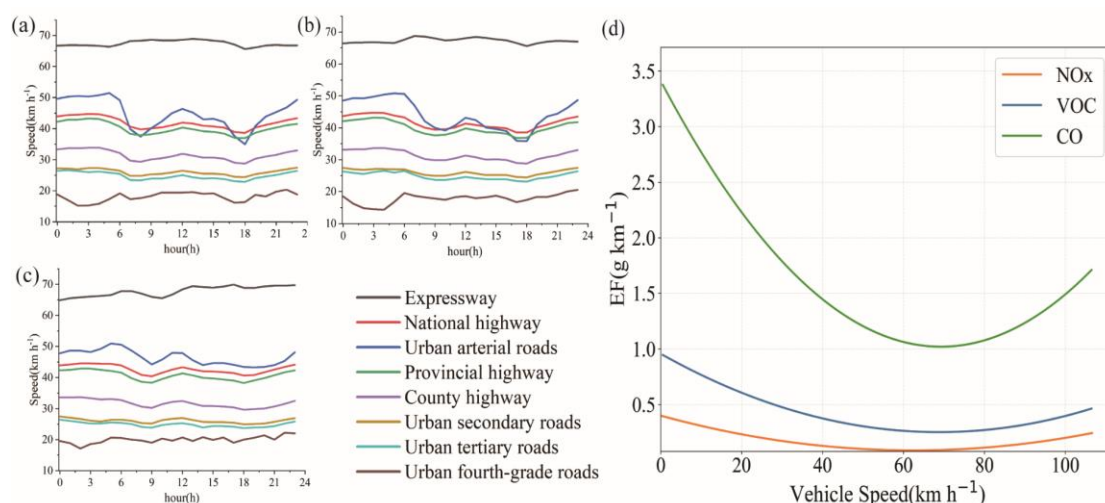 (a)
Speed(km h⁻¹)
70
60
50
40
30
20
10
0 3 6 9 12 15 18 21 2
hour(h)
(b)
Speed(km h⁻¹)
70
60
50
40
30
20
10
0 3 6 9 12 15 18 21 24
hour(h)
(c)
Speed(km h⁻¹)
70
60
50
40
30
20
10
0 3 6 9 12 15 18 21 24
hour(h)
Expressway
National highway
Urban arterial roads
Provincial highway
County highway
Urban secondary roads
Urban tertiary roads
Urban fourth-grade roads
(d)
EF(g km⁻¹)
3.5
3.0
2.5
2.0
1.5
1.0
0.5
0 20 40 60 80 100
Vehicle Speed(km h⁻¹)
NOx
VOC
CO